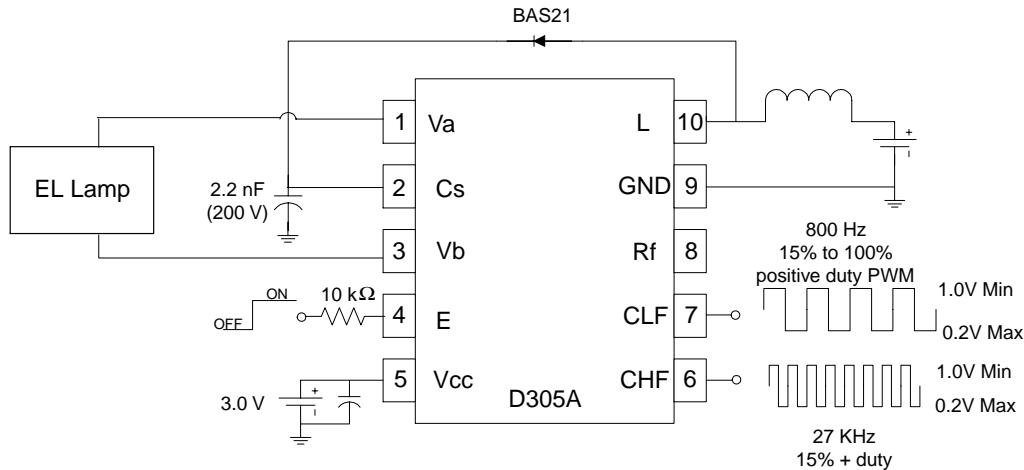 BAS21
1 Va
L 10
EL Lamp
2.2 nF
(200 V)
2 Cs
GND 9
3 Vb
Rf 8
800 Hz
15% to 100%
positive duty PWM
ON
OFF
10 kΩ
4 E
CLF 7
1.0V Min
0.2V Max
+
-
3.0 V
5 Vcc
CHF 6
D305A
1.0V Min
0.2V Max
27 KHz
15% + duty
+
-